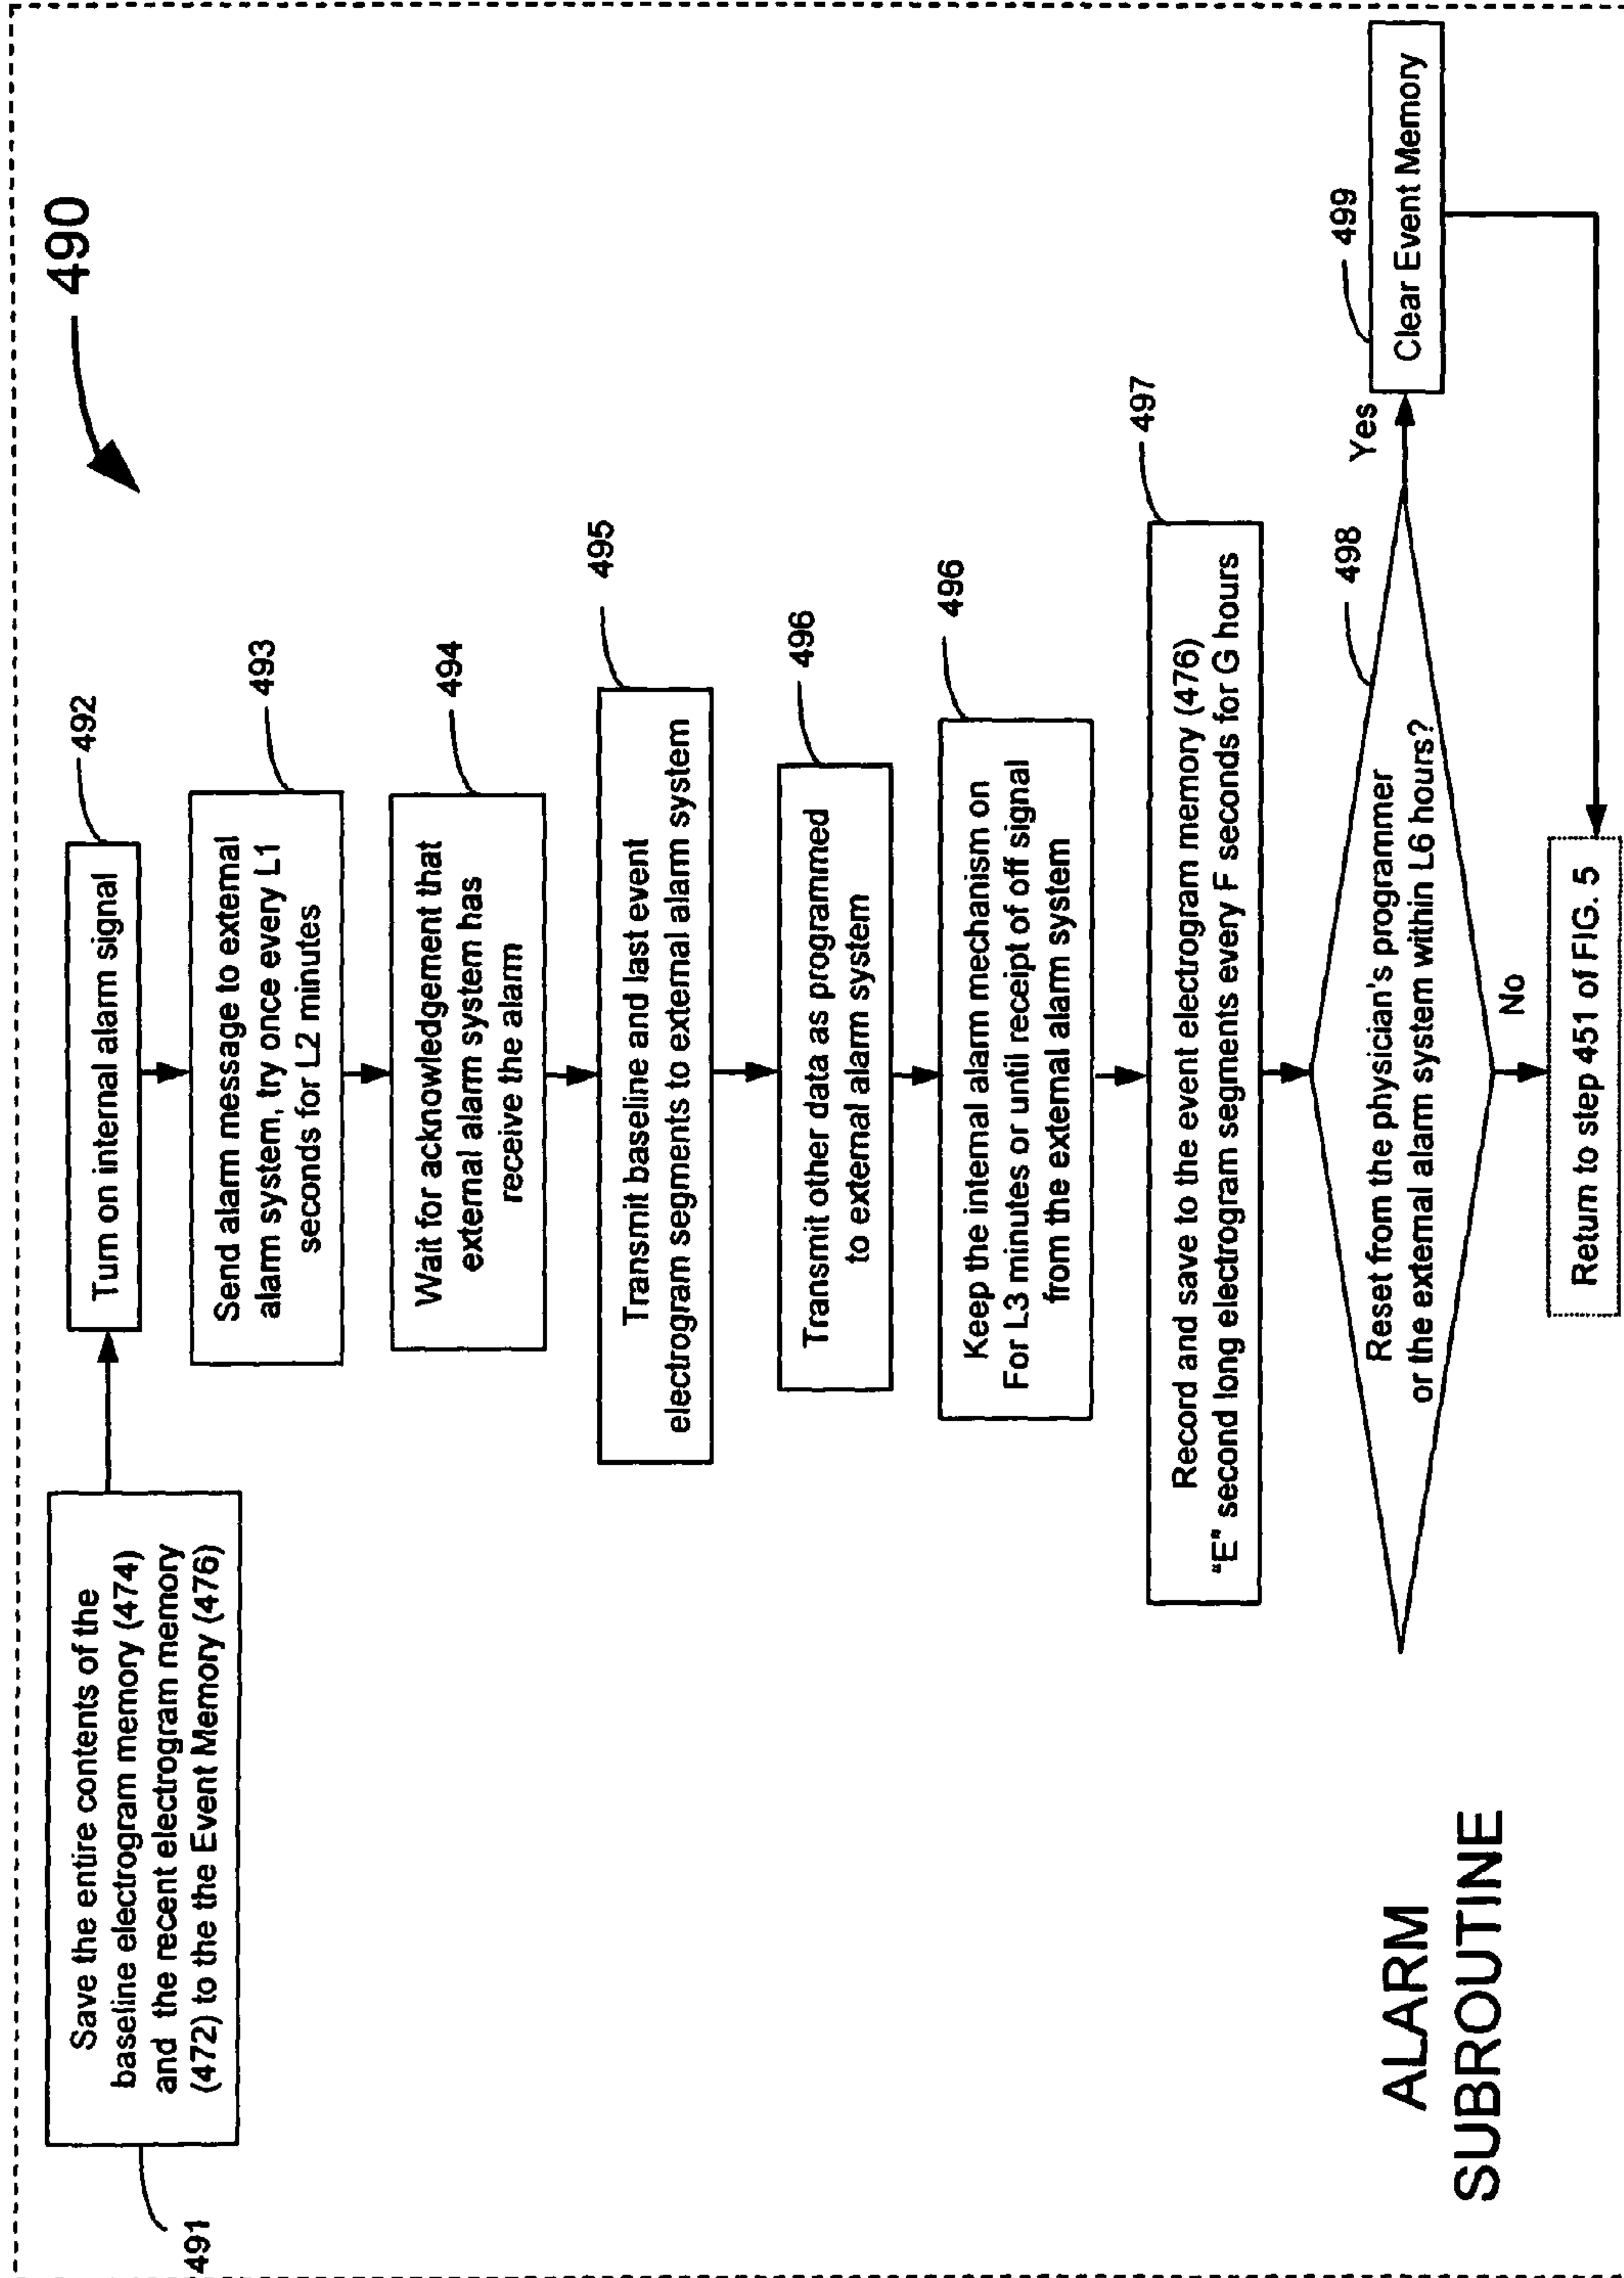 490
491
Save the entire contents of the
baseline electrogram memory (474)
and the recent electrogram memory
(472) to the the Event Memory (476)
492
Turn on internal alarm signal
493
Send alarm message to external
alarm system, try once every L1
seconds for L2 minutes
494
Wait for acknowledgement that
external alarm system has
receive the alarm
495
Transmit baseline and last event
electrogram segments to external alarm system
496
Transmit other data as programmed
to external alarm system
496
Keep the internal alarm mechanism on
For L3 minutes or until receipt of off signal
from the external alarm system
497
Record and save to the event electrogram memory (476)
"E" second long electrogram segments every F seconds for G hours
498
Reset from the physician's programmer
or the external alarm system within L6 hours?
Yes
499
Clear Event Memory
No
Return to step 451 of FIG. 5
ALARM
SUBROUTINE